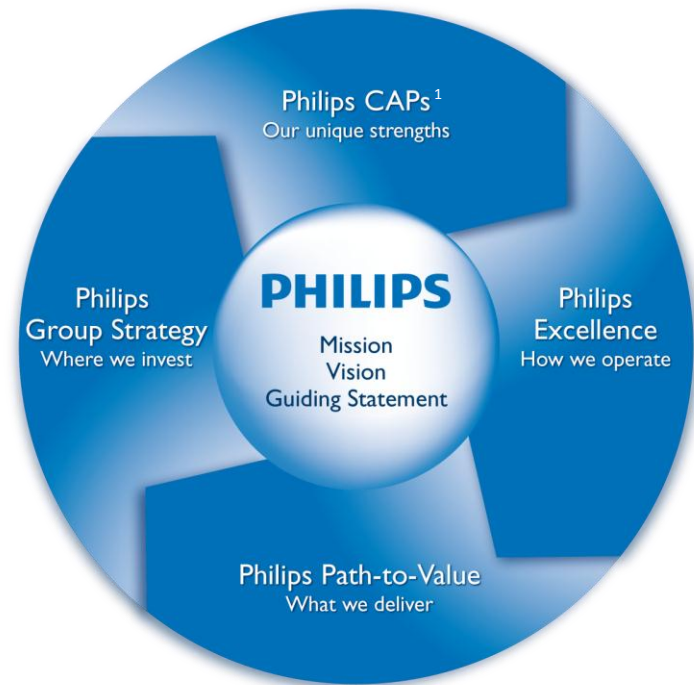 Philips CAPs¹
Our unique strengths
Philips
Group Strategy
Where we invest
PHILIPS
Mission
Vision
Guiding Statement
Philips
Excellence
How we operate
Philips Path-to-Value
What we deliver